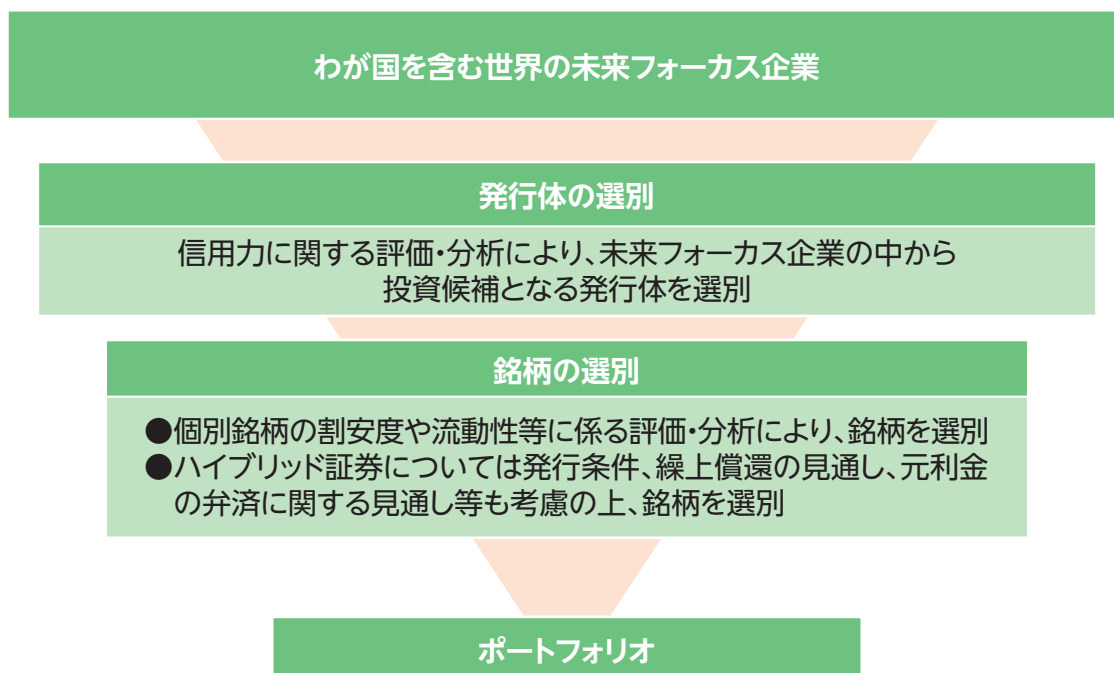 わが国を含む世界の未来フォーカス企業
発行体の選別
信用力に関する評価・分析により、未来フォーカス企業の中から
投資候補となる発行体を選別
銘柄の選別
●個別銘柄の割安度や流動性等に係る評価・分析により、銘柄を選別
●ハイブリッド証券については発行条件、繰上償還の見通し、元利金
の弁済に関する見通し等も考慮の上、銘柄を選別
ポートフォリオ